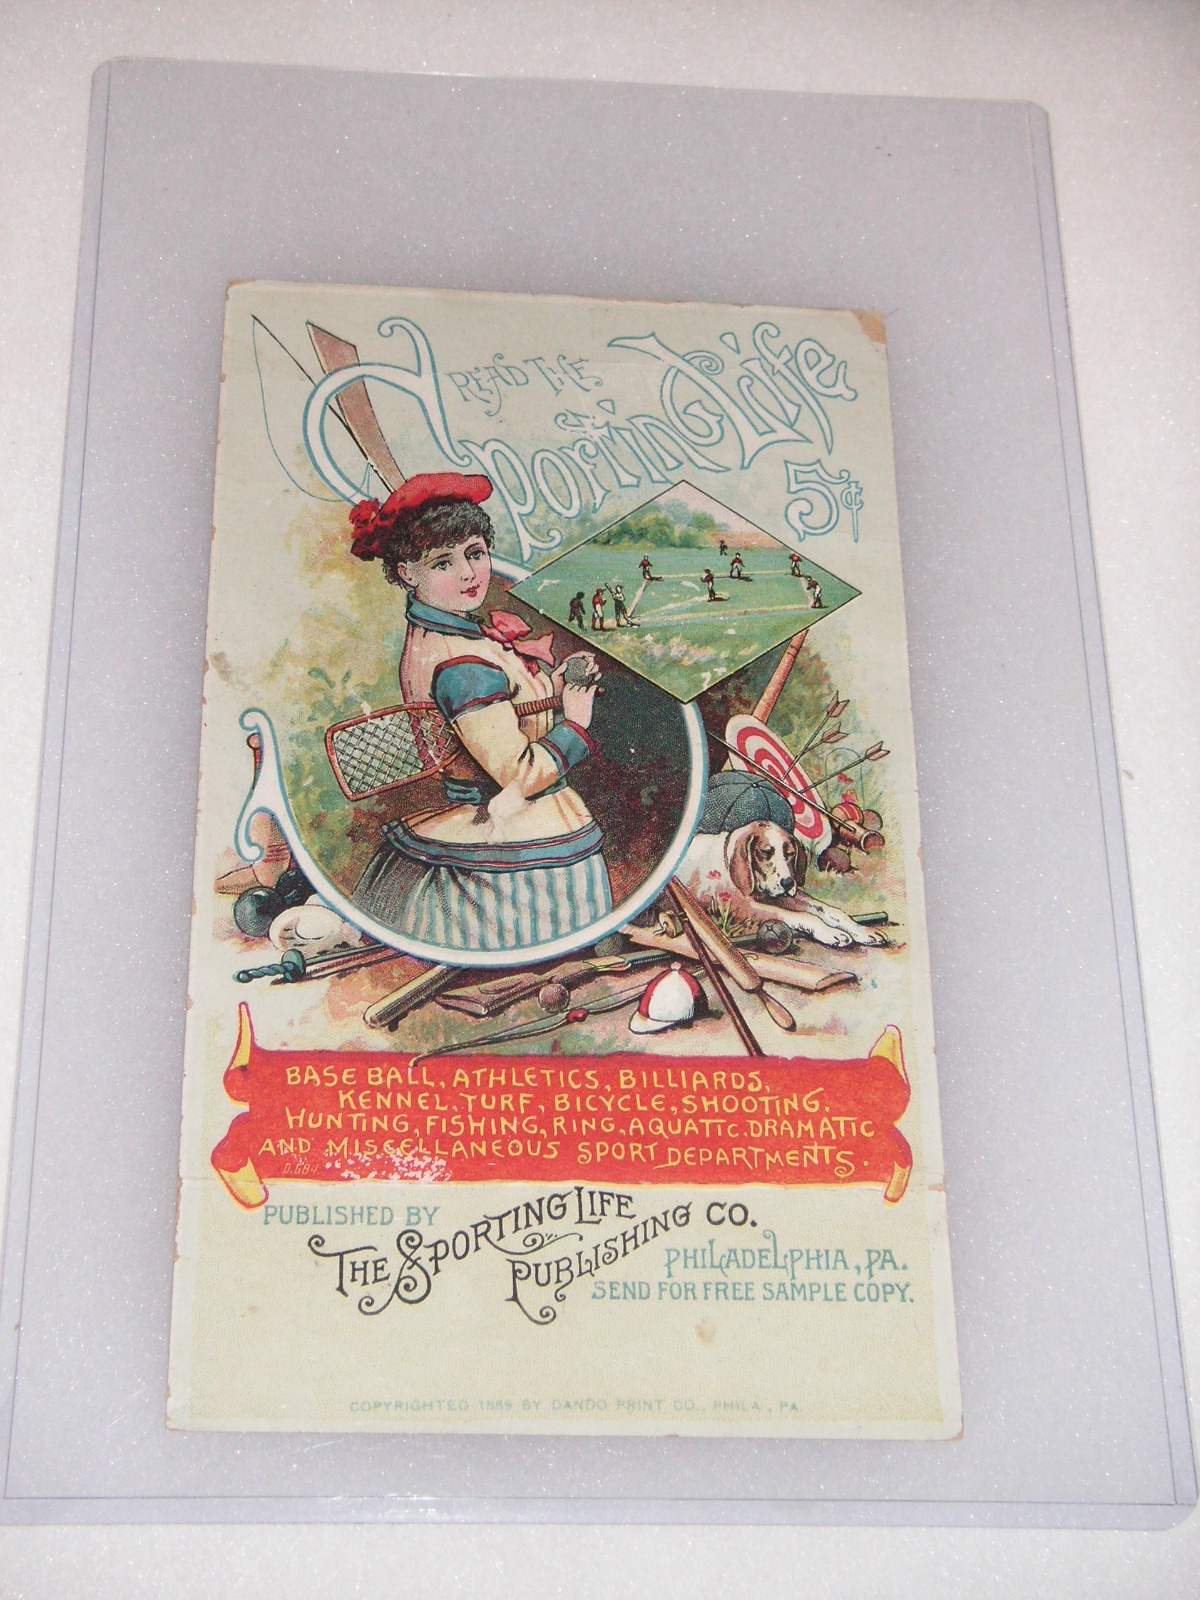 READ THE
Sporting Life
5¢
BASE BALL, ATHLETICS, BILLIARDS,
KENNEL, TURF, BICYCLE, SHOOTING.
HUNTING, FISHING, RING, AQUATIC. DRAMATIC
AND MISCELLANEOUS SPORT DEPARTMENTS.
PUBLISHED BY
THE SPORTING LIFE
PUBLISHING CO.
PHILADELPHIA, PA.
SEND FOR FREE SAMPLE COPY.
COPYRIGHTED 1889 BY DANDO PRINT CO., PHILA., PA.